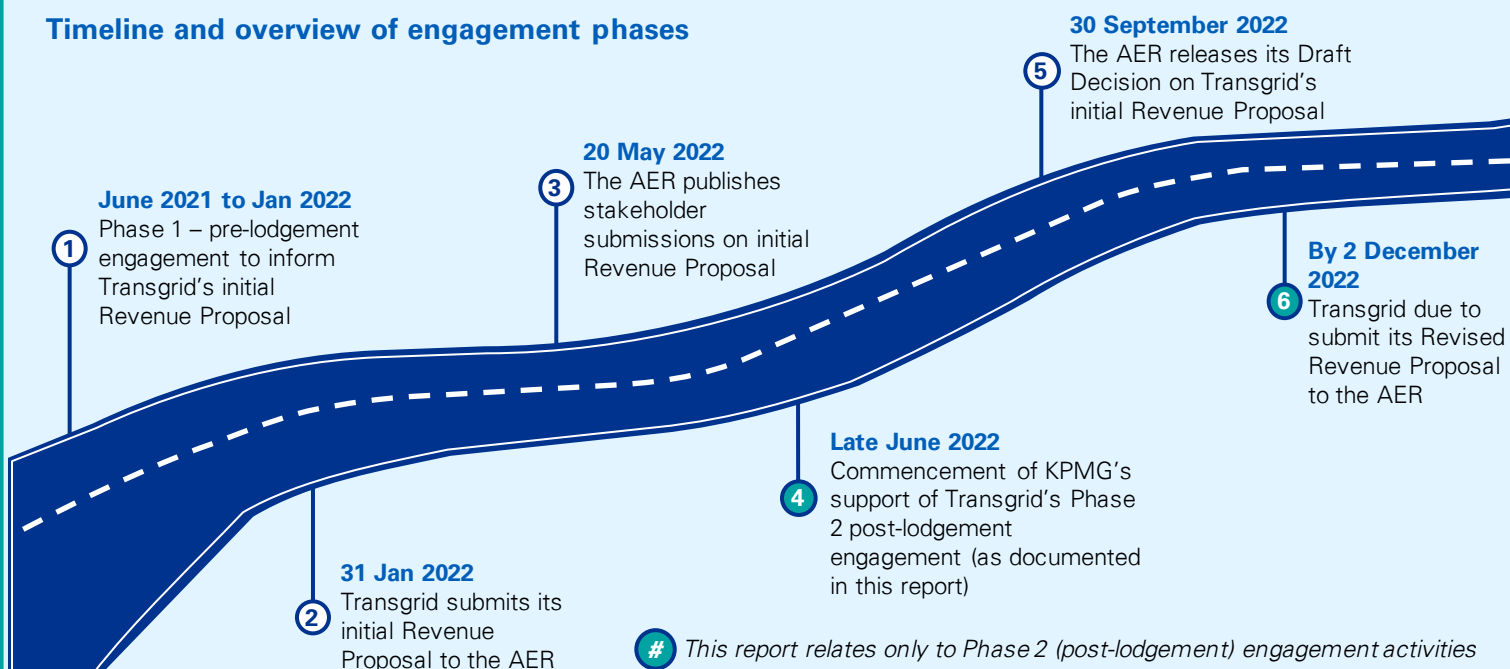 Timeline and overview of engagement phases
1
June 2021 to Jan 2022
Phase 1 – pre-lodgement
engagement to inform
Transgrid's initial
Revenue Proposal
2
31 Jan 2022
Transgrid submits its
initial Revenue
Proposal to the AER
3
20 May 2022
The AER publishes
stakeholder
submissions on initial
Revenue Proposal
4
Late June 2022
Commencement of KPMG's
support of Transgrid's Phase
2 post-lodgement
engagement (as documented
in this report)
5
30 September 2022
The AER releases its Draft
Decision on Transgrid's
initial Revenue Proposal
6
By 2 December
2022
Transgrid due to
submit its Revised
Revenue Proposal
to the AER
# This report relates only to Phase 2 (post-lodgement) engagement activities